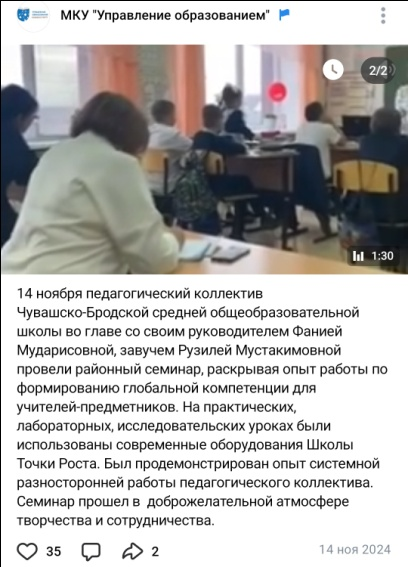 МКУ "Управление образованием"
2/2
1:30
14 ноября педагогический коллектив
Чувашско-Бродской средней общеобразовательной
школы во главе со своим руководителем Фанией
Мударисовной, завучем Рузилей Мустакимовной
провели районный семинар, раскрывая опыт работы по
формированию глобальной компетенции для
учителей-предметников. На практических,
лабораторных, исследовательских уроках были
использованы современные оборудования Школы
Точки Роста. Был продемонстрирован опыт системной
разносторонней работы педагогического коллектива.
Семинар прошел в доброжелательной атмосфере
творчества и сотрудничества.
35
2
14 ноя 2024